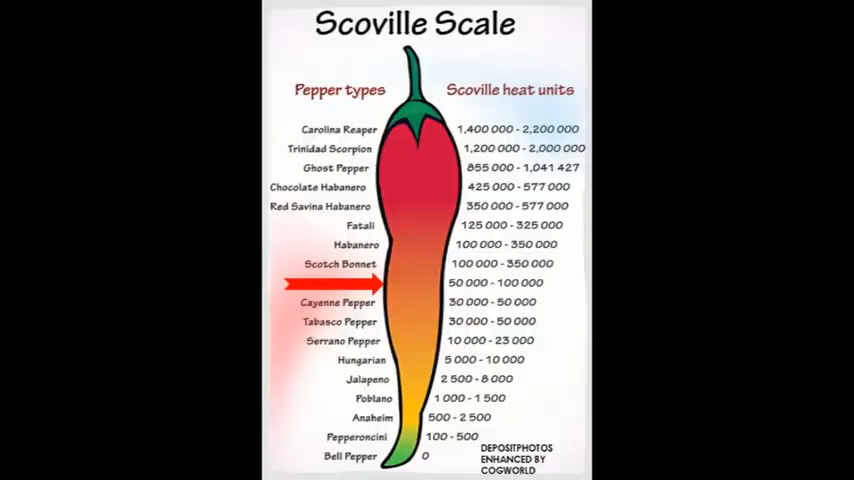 Scoville Scale
Pepper types Scoville heat units
Carolina Reaper 1,400 000 - 2,200 000
Trinidad Scorpion 1,200 000 - 2,000 000
Ghost Pepper 855 000 - 1,041 427
Chocolate Habanero 425 000 - 577 000
Red Savina Habanero 350 000 - 577 000
Fatali 125 000 - 325 000
Habanero 100 000 - 350 000
Scotch Bonnet 100 000 - 350 000
50 000 - 100 000
Cayenne Pepper 30 000 - 50 000
Tabasco Pepper 30 000 - 50 000
Serrano Pepper 10 000 - 23 000
Hungarian 5 000 - 10 000
Jalapeno 2 500 - 8 000
Poblano 1 000 - 1 500
Anaheim 500 - 2 500
Pepperoncini 100 - 500
Bell Pepper 0
DEPOSITPHOTOS
ENHANCED BY
COGWORLD